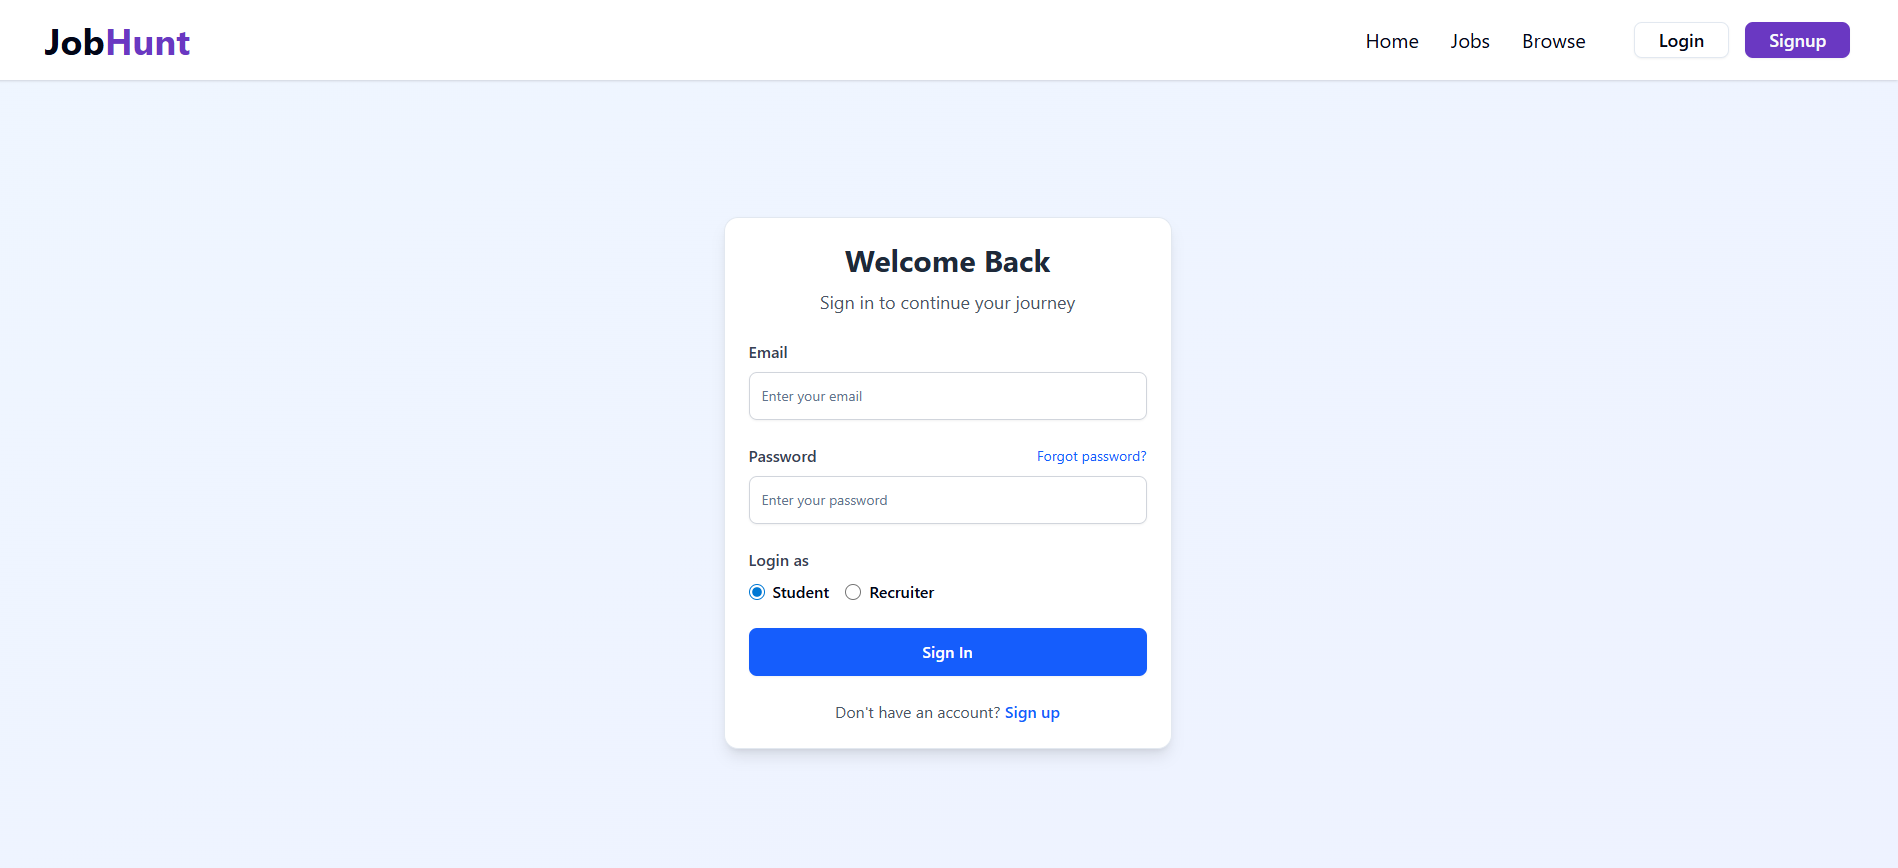 JobHunt
Home Jobs Browse Login Signup
Welcome Back
Sign in to continue your journey
Email
Enter your email
Password Forgot password?
Enter your password
Login as
Student Recruiter
Sign In
Don't have an account? Sign up